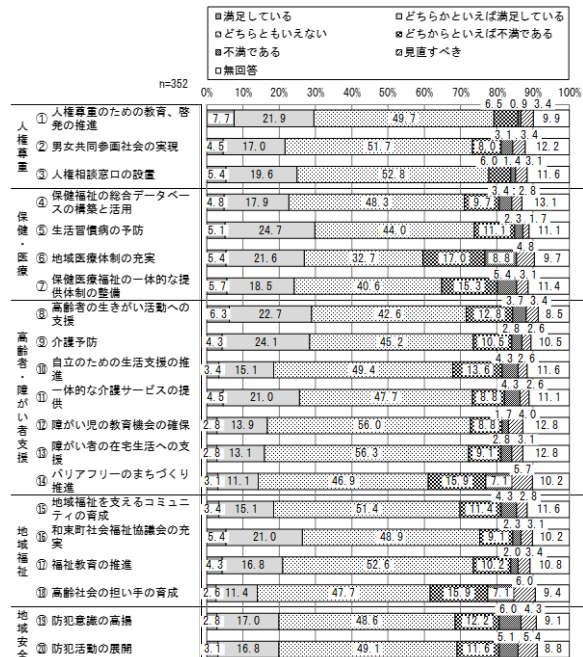 ■満足している □どちらかといえば満足している
□どちらともいえない ■どちからといえば不満である
■不満である □見直すべき
□無回答
n=352
0% 10% 20% 30% 40% 50% 60% 70% 80% 90% 100%
人権尊重
① 人権尊重のための教育、啓
発の推進
7.7 21.9 49.7 6.5 0.9 3.4 9.9
② 男女共同参画社会の実現
4.5 17.0 51.7 8.0 3.1 3.4 12.2
③ 人権相談窓口の設置
5.4 19.6 52.8 6.0 1.4 3.1 11.6
保健・医療
④ 保健福祉の総合データベー
スの構築と活用
4.8 17.9 48.3 9.7 3.4 2.8 13.1
⑤ 生活習慣病の予防
5.1 24.7 44.0 11.1 2.3 1.7 11.1
⑥ 地域医療体制の充実
5.4 21.6 32.7 17.0 8.8 4.8 9.7
⑦ 保健医療福祉の一体的な提
供体制の整備
5.7 18.5 40.6 15.3 5.4 3.1 11.4
高齢者・障がい者支援
⑧ 高齢者の生きがい活動への
支援
6.3 22.7 42.6 12.8 3.7 3.4 8.5
⑨ 介護予防
4.3 24.1 45.2 10.5 2.8 2.6 10.5
⑩ 自立のための生活支援の推
進
3.4 15.1 49.4 13.6 4.3 2.6 11.6
⑪ 一体的な介護サービスの提
供
4.5 21.0 47.7 8.8 4.3 2.6 11.1
⑫ 障がい児の教育機会の確保
2.8 13.9 56.0 8.8 1.7 4.0 12.8
⑬ 障がい者の在宅生活への支
援
2.8 13.1 56.3 9.1 2.8 3.1 12.8
⑭ バリアフリーのまちづくり
推進
3.1 11.1 46.9 15.9 7.1 5.7 10.2
地域福祉
⑮ 地域福祉を支えるコミュニ
ティの育成
3.4 15.1 51.4 11.4 4.3 2.8 11.6
⑯ 和束町社会福祉協議会の充
実
5.4 21.0 48.9 9.1 2.3 3.1 10.2
⑰ 福祉教育の推進
4.3 16.8 52.6 10.2 2.0 3.4 10.8
⑱ 高齢社会の担い手の育成
2.6 11.4 47.7 15.9 7.1 6.0 9.4
地域安全
⑲ 防犯意識の高揚
2.8 17.0 48.6 12.2 6.0 4.3 9.1
⑳ 防犯活動の展開
3.1 16.8 49.1 11.6 5.1 5.4 8.8